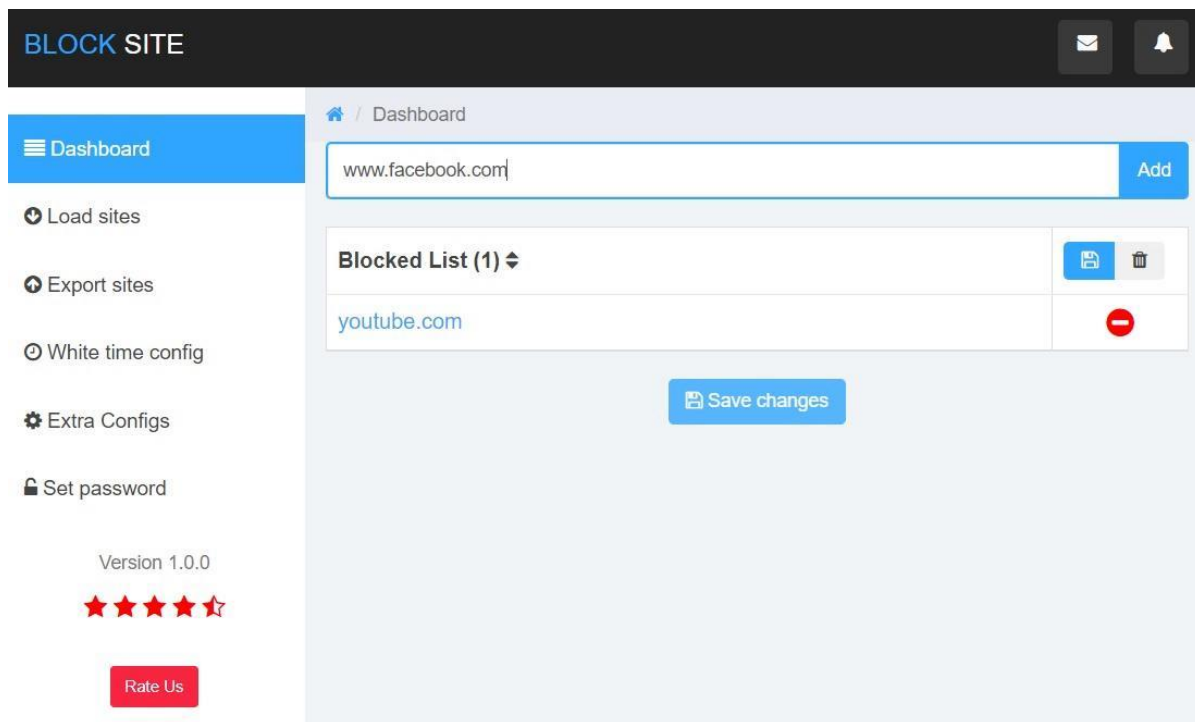 BLOCK SITE
Dashboard
Load sites
Export sites
White time config
Extra Configs
Set password
Version 1.0.0
Rate Us
/ Dashboard
www.facebook.com
Add
Blocked List (1)
youtube.com
Save changes